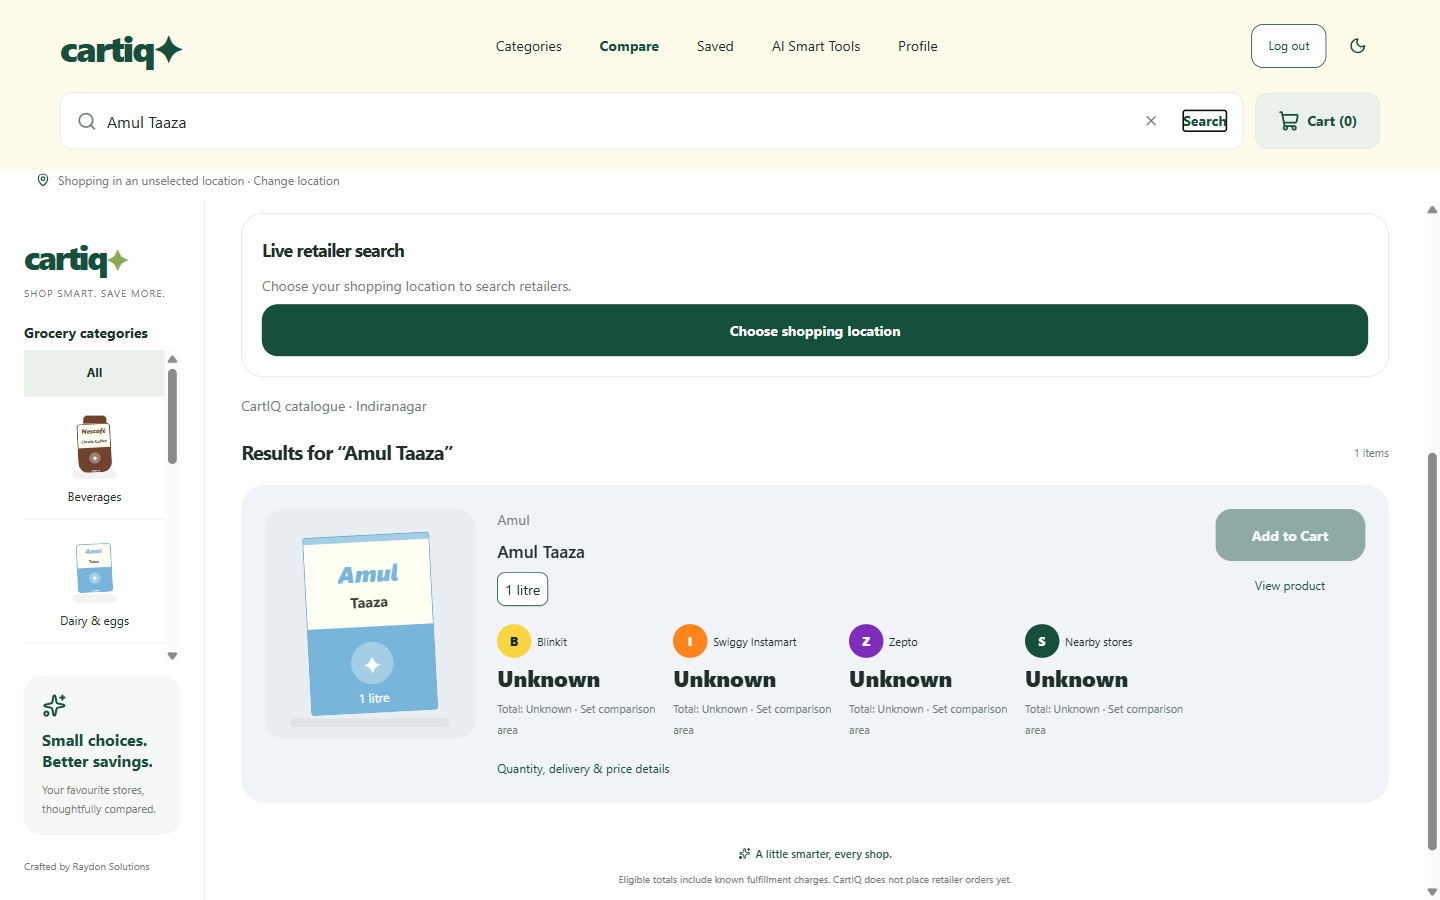 cartiq
Categories
Compare
Saved
AI Smart Tools
Profile
Log out
Amul Taaza
Search
Cart (0)
Shopping in an unselected location · Change location
cartiq
SHOP SMART. SAVE MORE.
Grocery categories
All
Nescafé
Classic Coffee
Beverages
Amul
Taaza
Dairy & eggs
Small choices.
Better savings.
Your favourite stores,
thoughtfully compared.
Crafted by Raydon Solutions
Live retailer search
Choose your shopping location to search retailers.
Choose shopping location
CartIQ catalogue · Indiranagar
Results for “Amul Taaza”
1 items
Amul
Taaza
1 litre
Amul
Amul Taaza
1 litre
Add to Cart
View product
B Blinkit
Unknown
Total: Unknown · Set comparison
area
I Swiggy Instamart
Unknown
Total: Unknown · Set comparison
area
Z Zepto
Unknown
Total: Unknown · Set comparison
area
S Nearby stores
Unknown
Total: Unknown · Set comparison
area
Quantity, delivery & price details
A little smarter, every shop.
Eligible totals include known fulfillment charges. CartIQ does not place retailer orders yet.